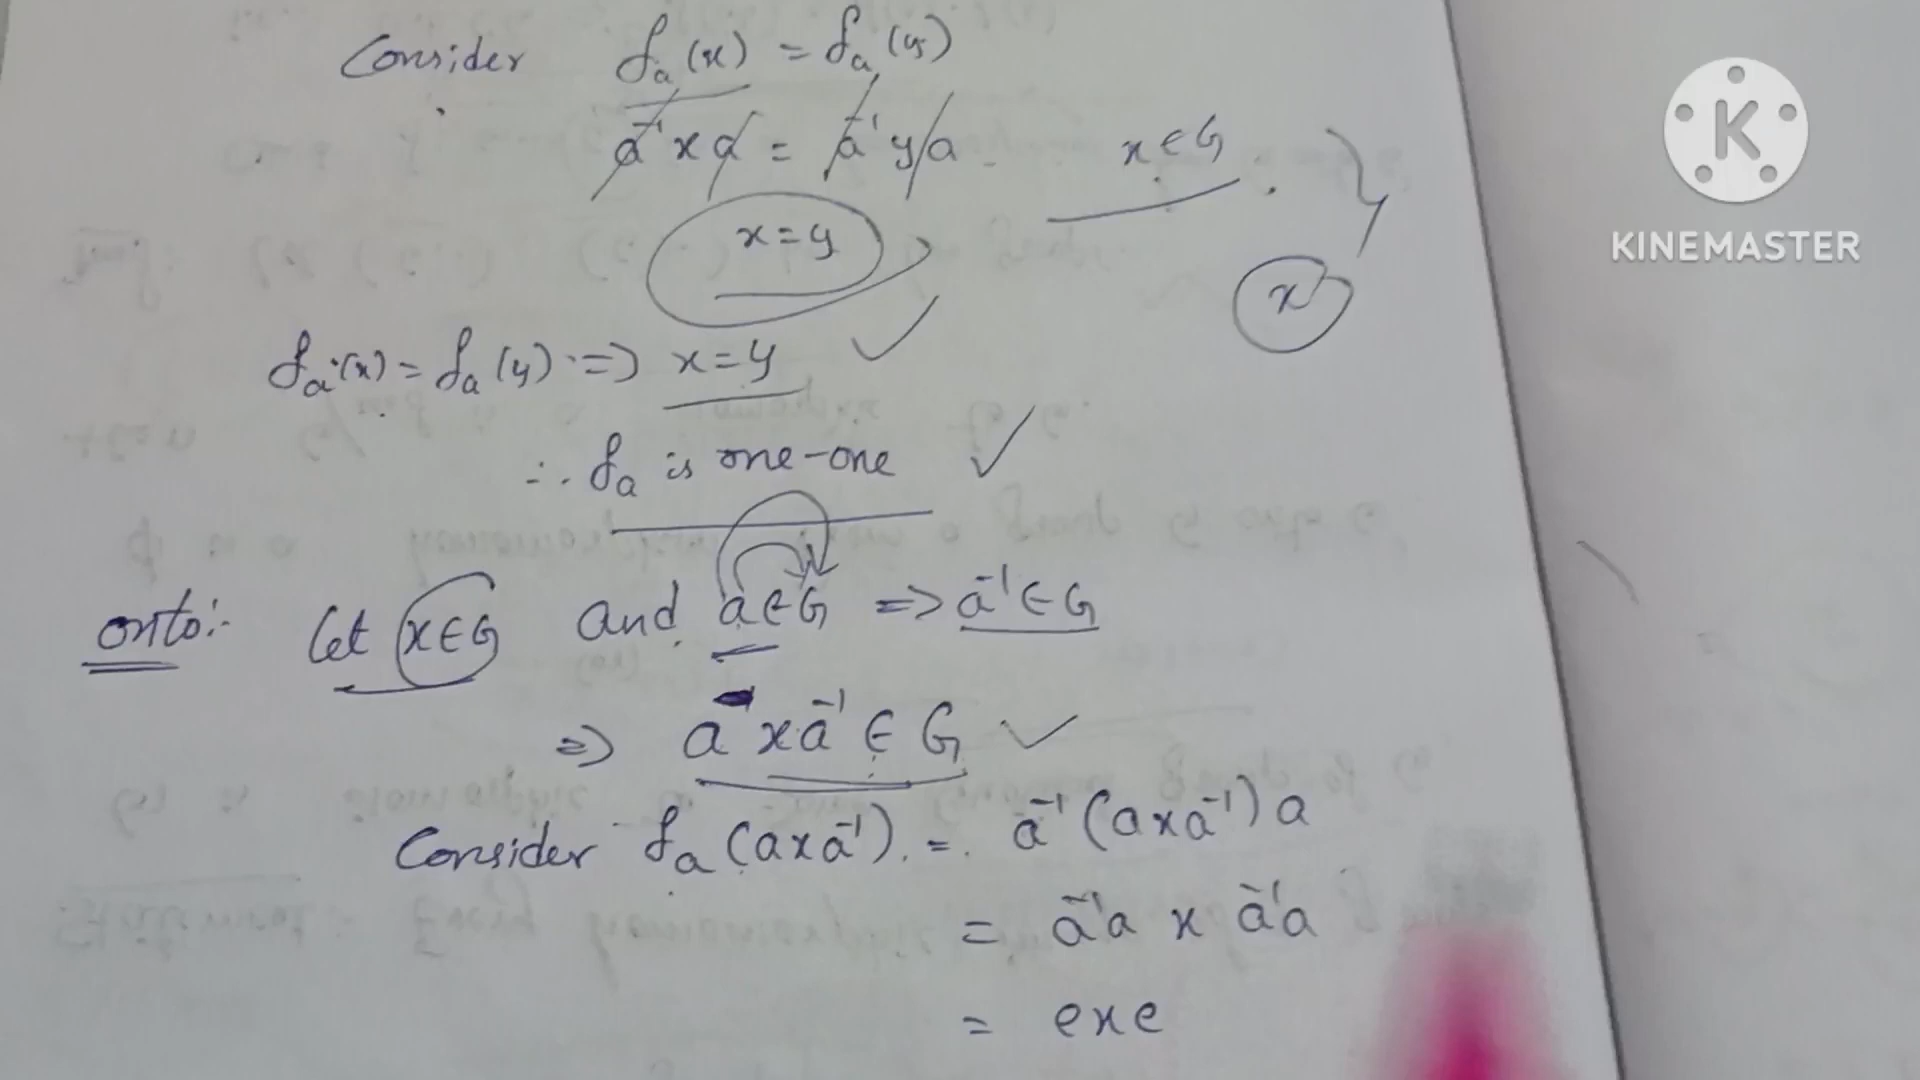 Consider fₐ(x) = fₐ(y)
a⁻¹xa = a⁻¹ya x∈G
x=y
x
fₐ(x) = fₐ(y) => x=y
∴ fₐ is one-one
onto:- let x∈G and a∈G => a⁻¹∈G
=> a xa⁻¹ ∈ G
Consider fₐ(axa⁻¹) = a⁻¹(axa⁻¹)a
= a⁻¹a x a⁻¹a
= exe
K
KINEMASTER